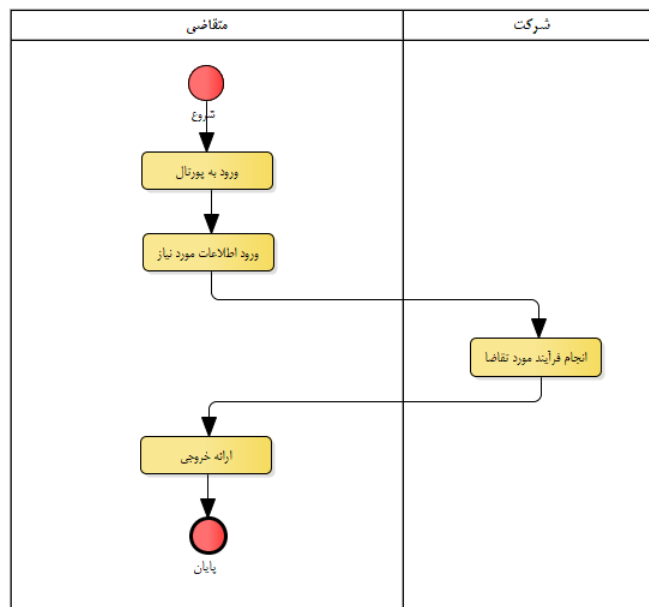 متقاضی
شرکت
شروع
ورود به پورتال
ورود اطلاعات مورد نیاز
انجام فرآیند مورد تقاضا
ارائه خروجی
پایان